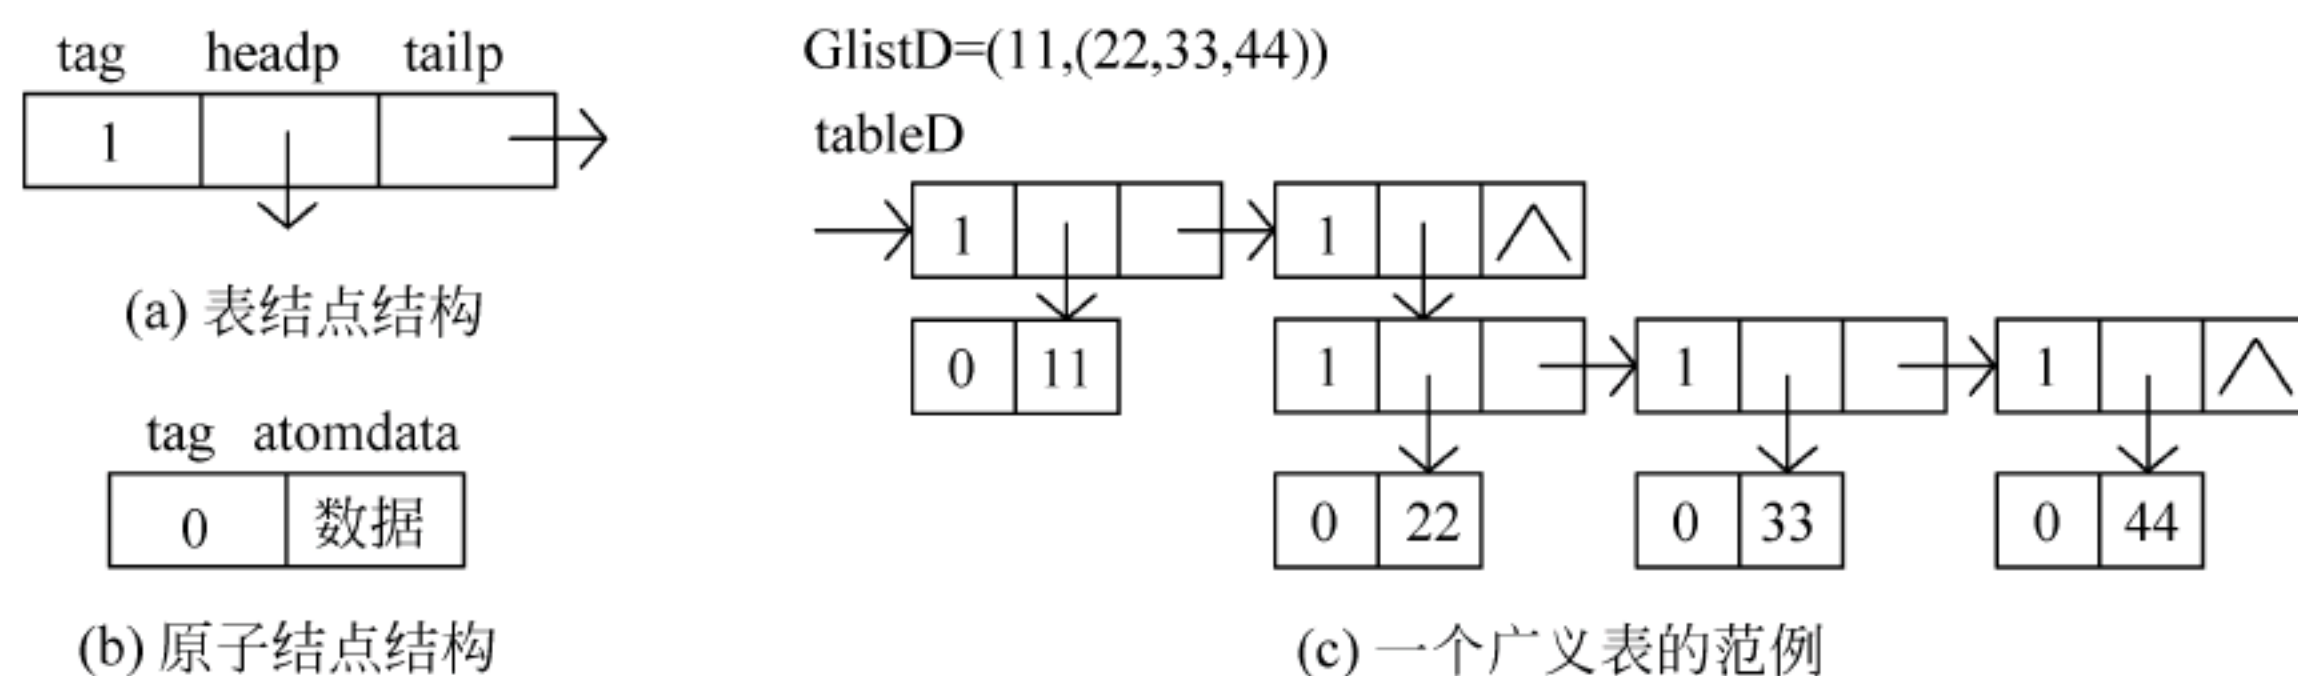 tag headp tailp
1
(a) 表结点结构
tag atomdata
0 数据
(b) 原子结点结构
GlistD=(11,(22,33,44))
tableD
1 1 ∧
0 11 1 1 1 ∧
0 22 0 33 0 44
(c) 一个广义表的范例